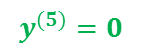 y⁽⁵⁾ = 0